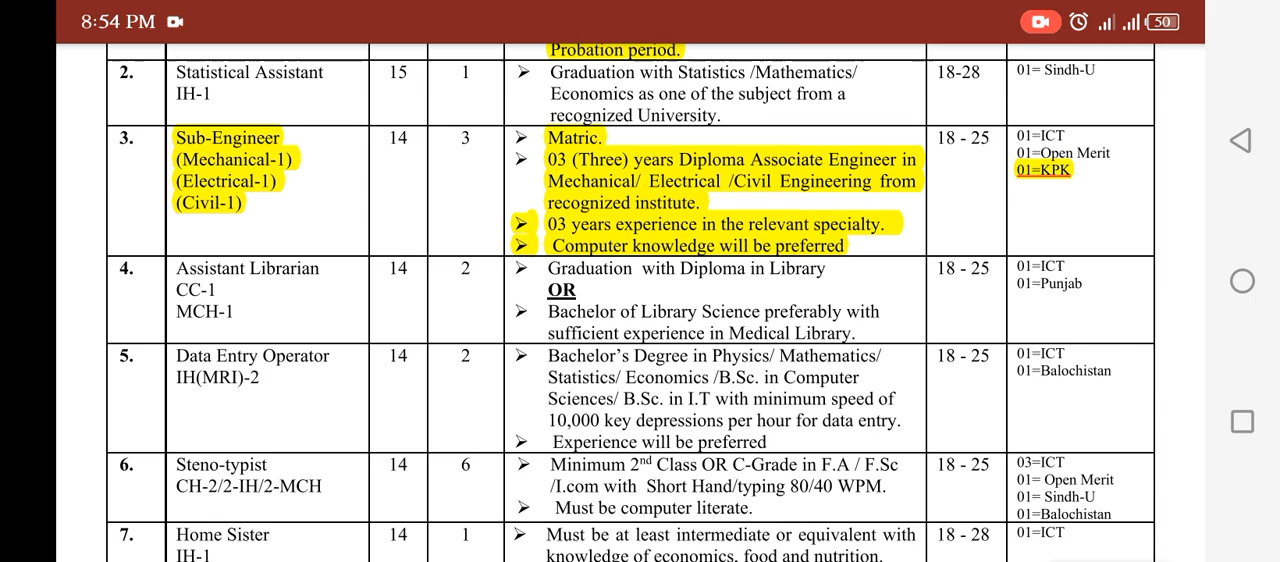 8:54 PM
50
Probation period.
2. Statistical Assistant 15 1 ➢ Graduation with Statistics /Mathematics/ 18-28 01= Sindh-U
IH-1 Economics as one of the subject from a
recognized University.
3. Sub-Engineer 14 3 ➢ Matric. 18 - 25 01=ICT
(Mechanical-1) ➢ 03 (Three) years Diploma Associate Engineer in 01=Open Merit
(Electrical-1) Mechanical/ Electrical /Civil Engineering from 01=KPK
(Civil-1) recognized institute.
➢ 03 years experience in the relevant specialty.
➢ Computer knowledge will be preferred
4. Assistant Librarian 14 2 ➢ Graduation with Diploma in Library 18 - 25 01=ICT
CC-1 OR 01=Punjab
MCH-1 ➢ Bachelor of Library Science preferably with
sufficient experience in Medical Library.
5. Data Entry Operator 14 2 ➢ Bachelor's Degree in Physics/ Mathematics/ 18 - 25 01=ICT
IH(MRI)-2 Statistics/ Economics /B.Sc. in Computer 01=Balochistan
Sciences/ B.Sc. in I.T with minimum speed of
10,000 key depressions per hour for data entry.
➢ Experience will be preferred
6. Steno-typist 14 6 ➢ Minimum 2nd Class OR C-Grade in F.A / F.Sc 18 - 25 03=ICT
CH-2/2-IH/2-MCH /I.com with Short Hand/typing 80/40 WPM. 01= Open Merit
➢ Must be computer literate. 01= Sindh-U
01=Balochistan
7. Home Sister 14 1 ➢ Must be at least intermediate or equivalent with 18 - 28 01=ICT
IH-1 knowledge of economics, food and nutrition.